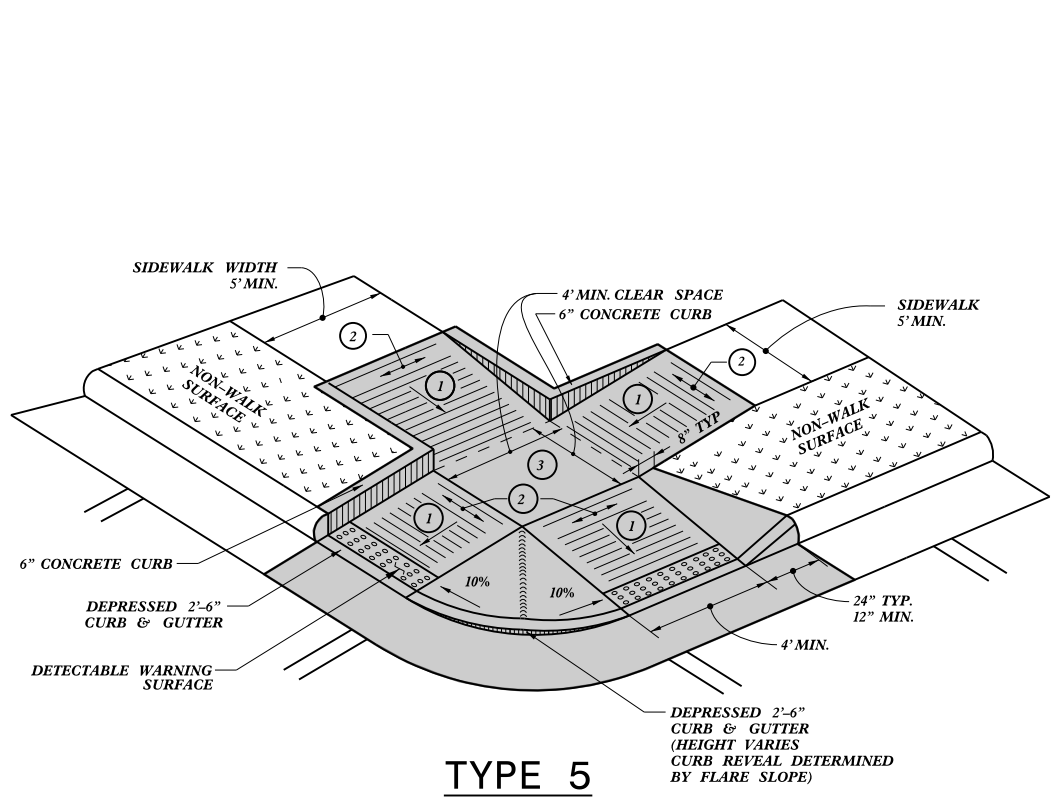 SIDEWALK WIDTH
5' MIN.
4' MIN. CLEAR SPACE
6" CONCRETE CURB
SIDEWALK
5' MIN.
2
2
NON-WALK
SURFACE
1
1
NON-WALK
SURFACE
8" TYP
3
2
1
1
6" CONCRETE CURB
10%
10%
DEPRESSED 2'–6"
CURB & GUTTER
24" TYP.
12" MIN.
4' MIN.
DETECTABLE WARNING
SURFACE
DEPRESSED 2'–6"
CURB & GUTTER
(HEIGHT VARIES
CURB REVEAL DETERMINED
BY FLARE SLOPE)
TYPE 5